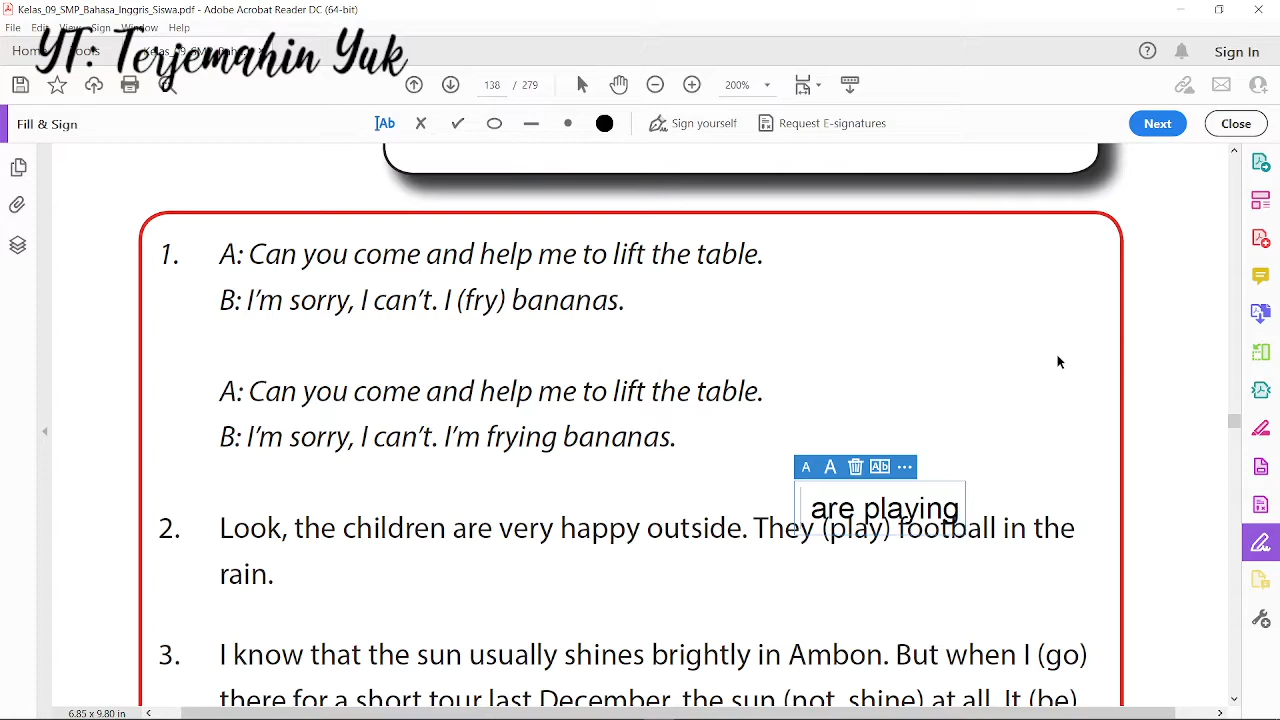 Kelas_09_SMP_Bahasa_Inggris_Siswa.pdf - Adobe Acrobat Reader DC (64-bit)
File Edit View Sign Window Help
YT: Terjemahin Yuk
Home Tools
Sign In
138 / 279
200%
Fill & Sign
Ab
Sign yourself
Request E-signatures
Next
Close
1. A: Can you come and help me to lift the table.
B: I'm sorry, I can't. I (fry) bananas.
A: Can you come and help me to lift the table.
B: I'm sorry, I can't. I'm frying bananas.
A A Ab ...
are playing
2. Look, the children are very happy outside. They (play) football in the
rain.
3. I know that the sun usually shines brightly in Ambon. But when I (go)
there for a short tour last December, the sun (not, shine) at all. It (be)
6.85 x 9.80 in